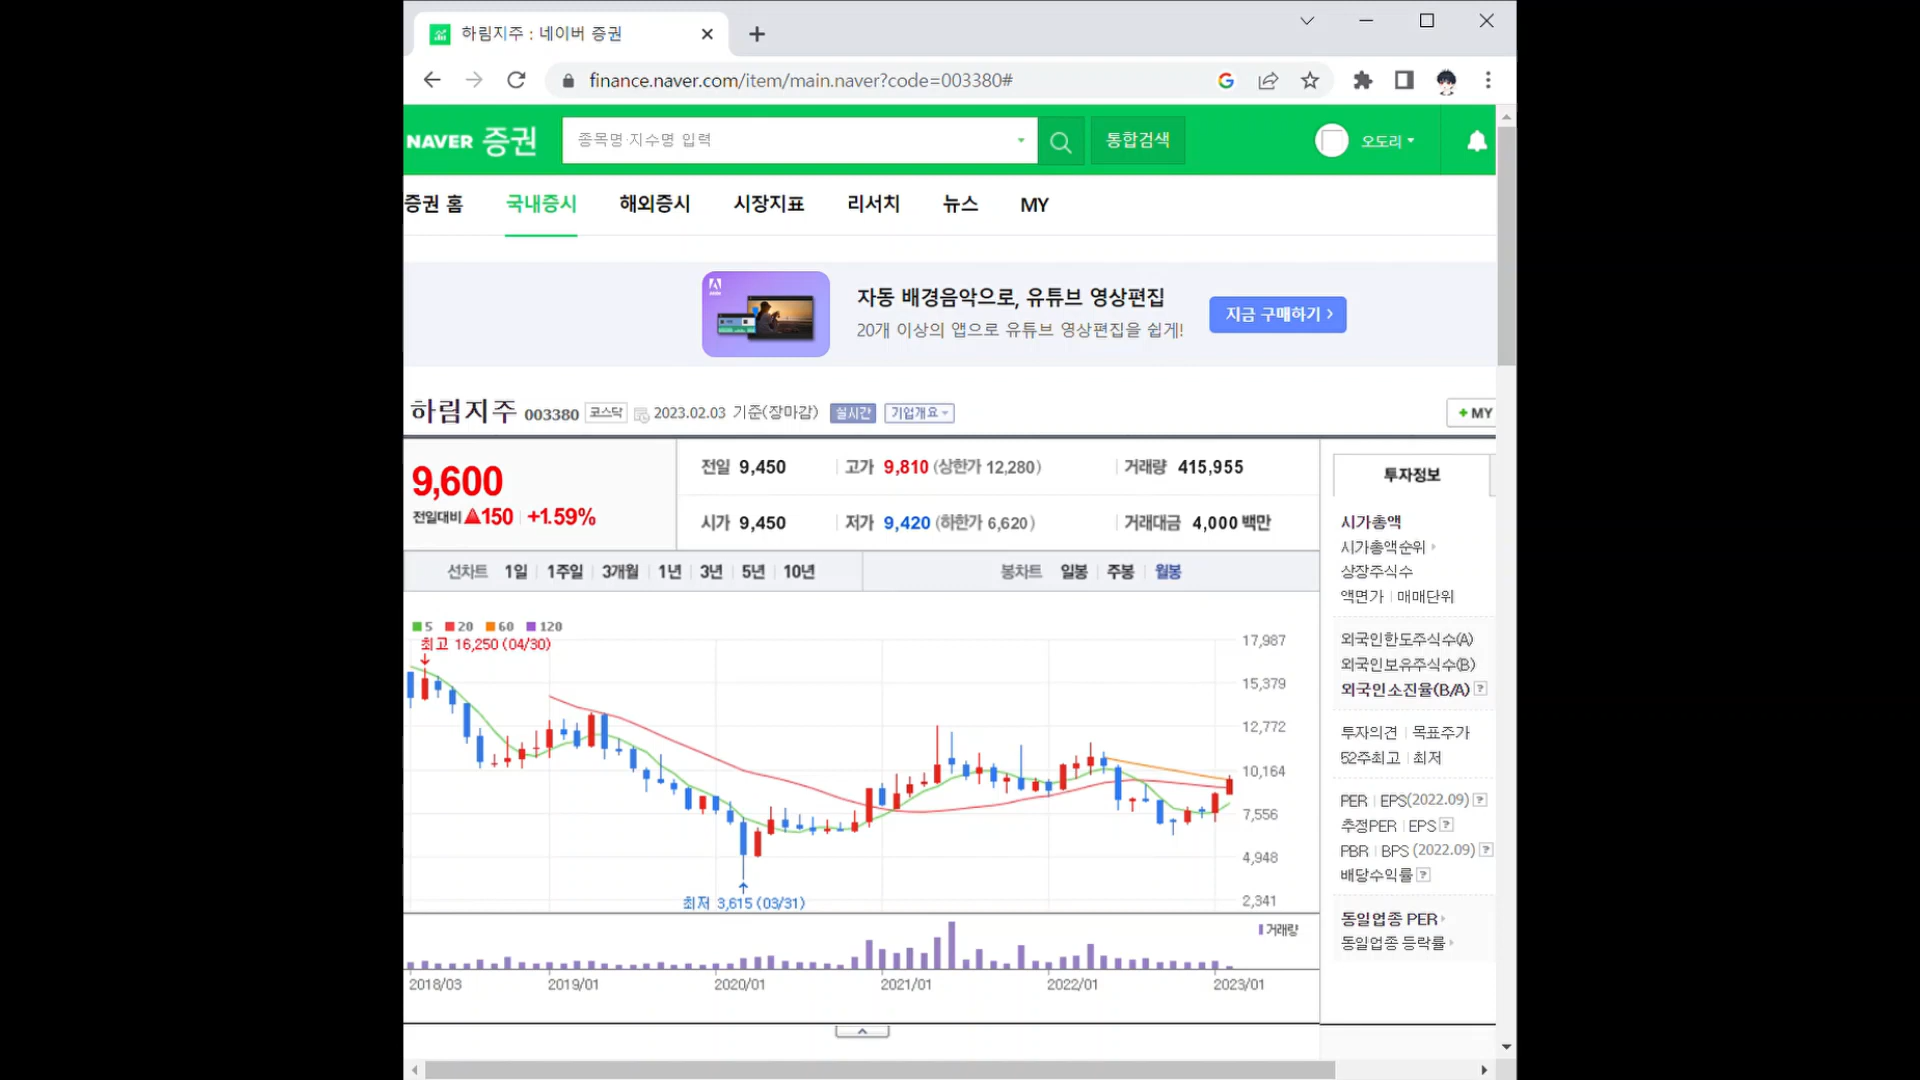 하림지주 : 네이버 증권
finance.naver.com/item/main.naver?code=003380#
NAVER 증권 종목명·지수명 입력 통합검색 오도리
증권 홈 국내증시 해외증시 시장지표 리서치 뉴스 MY
자동 배경음악으로, 유튜브 영상편집
20개 이상의 앱으로 유튜브 영상편집을 쉽게!
지금 구매하기 >
하림지주 003380 코스닥 2023.02.03 기준(장마감) 실시간 기업개요
+ MY
9,600
전일대비 ▲150 +1.59%
전일 9,450 고가 9,810 (상한가 12,280) 거래량 415,955
시가 9,450 저가 9,420 (하한가 6,620) 거래대금 4,000 백만
선차트 1일 1주일 3개월 1년 3년 5년 10년 봉차트 일봉 주봉 월봉
5 20 60 120
최고 16,250 (04/30)
17,987
15,379
12,772
10,164
7,556
4,948
2,341
최저 3,615 (03/31)
거래량
2018/03 2019/01 2020/01 2021/01 2022/01 2023/01
투자정보
시가총액
시가총액순위
상장주식수
액면가 매매단위
외국인한도주식수(A)
외국인보유주식수(B)
외국인소진율(B/A) ?
투자의견 목표주가
52주최고 최저
PER EPS(2022.09) ?
추정PER EPS ?
PBR BPS (2022.09) ?
배당수익률 ?
동일업종 PER
동일업종 등락률